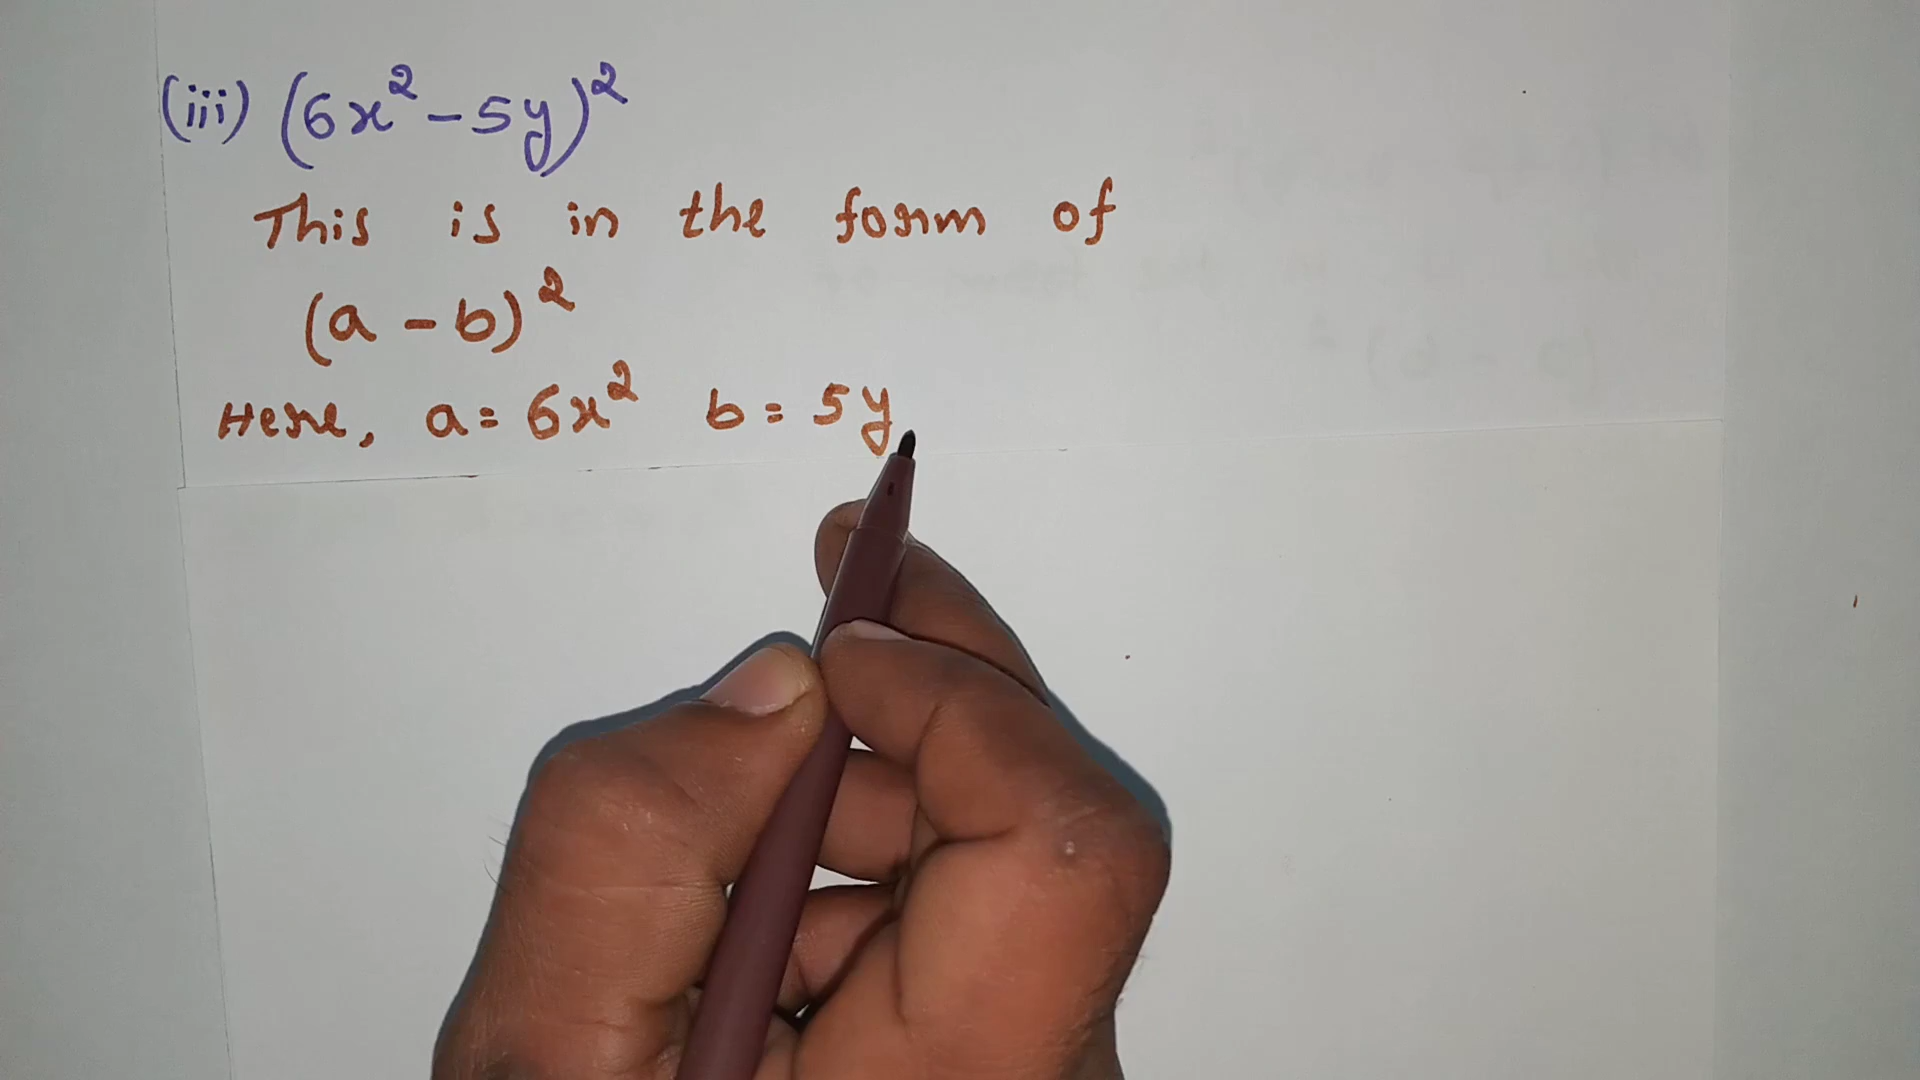 (iii) (6x² - 5y)²
This is in the form of
(a - b)²
Here, a = 6x² b = 5y